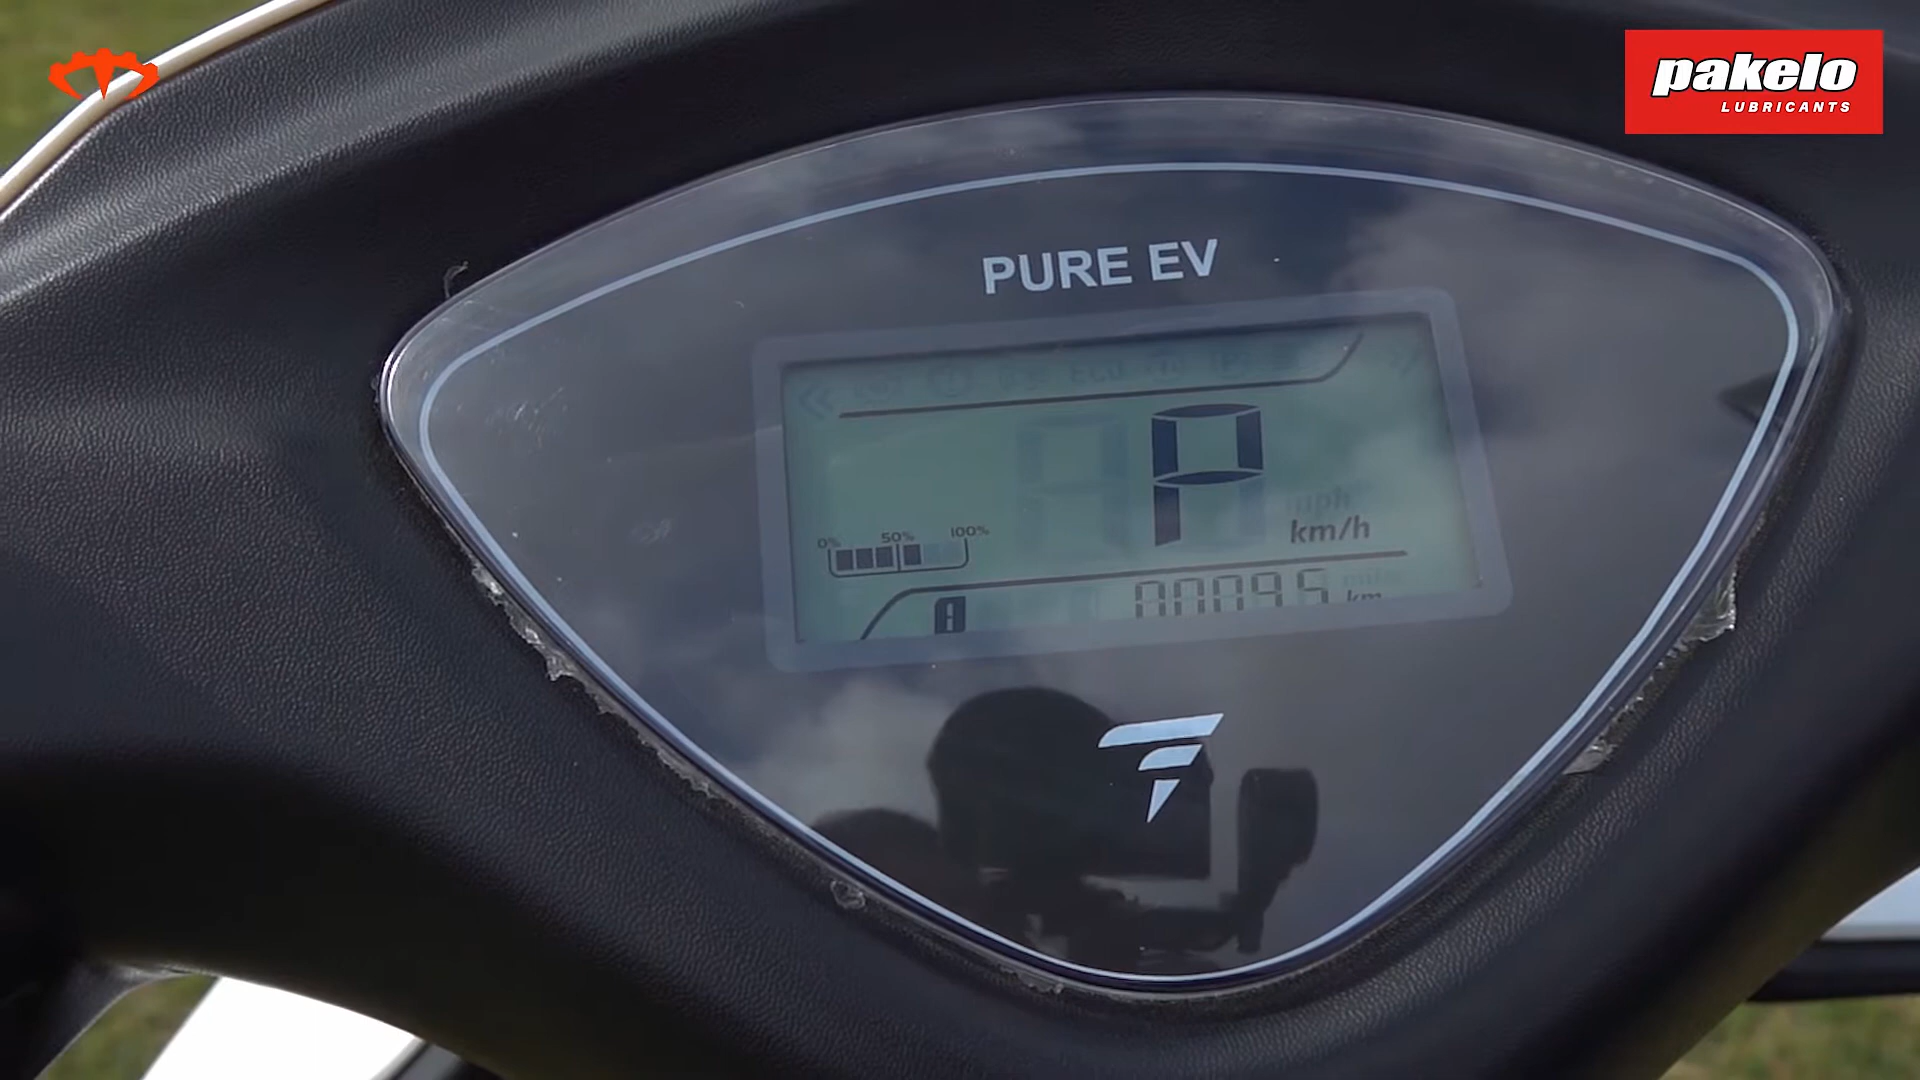 pakelo
LUBRICANTS
PURE EV
P
km/h
0% 50% 100%
00095 km